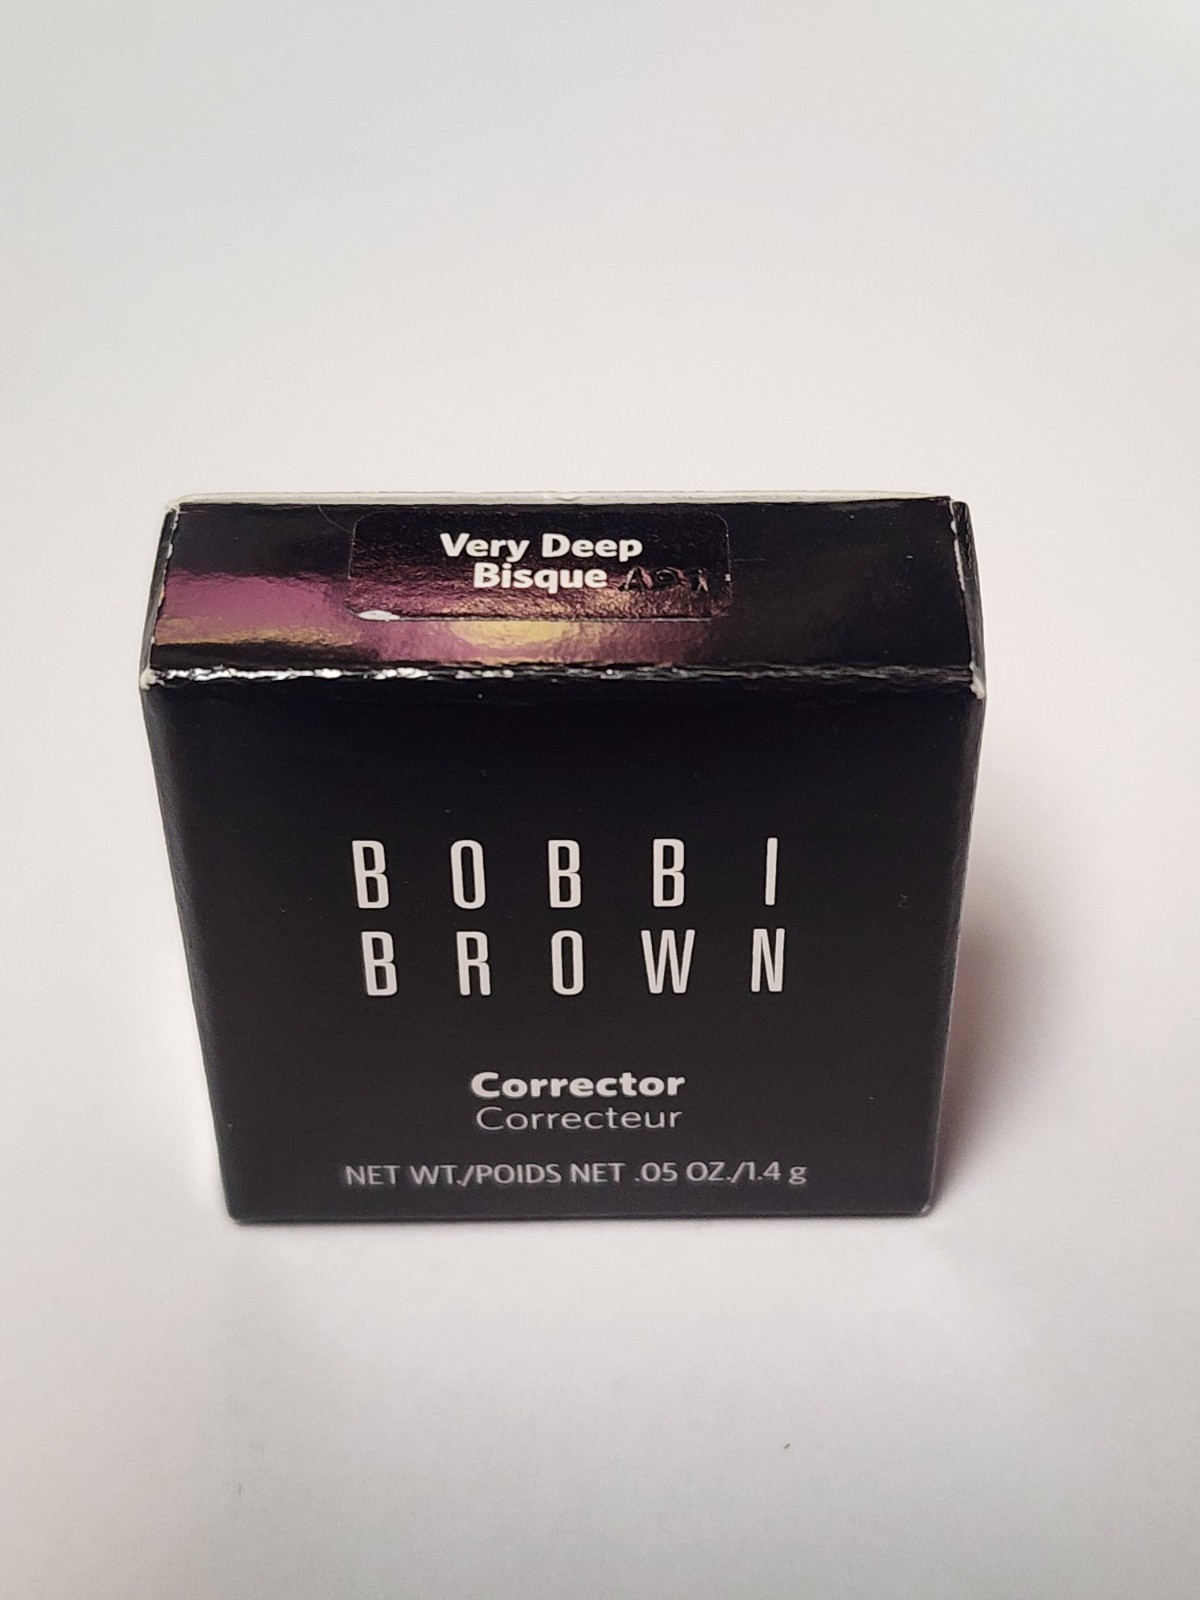 Very Deep
Bisque
BOBBI
BROWN
Corrector
Correcteur
NET WT./POIDS NET .05 OZ./1.4 g